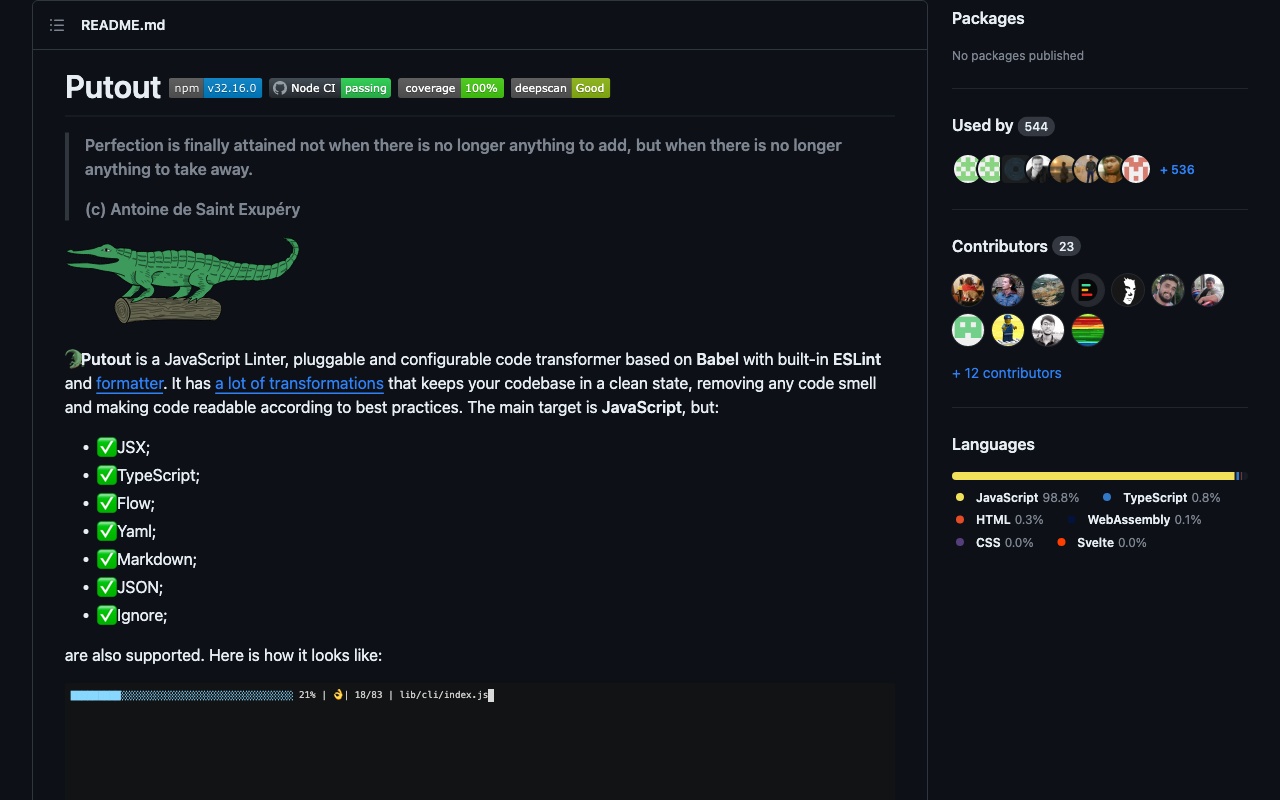 README.md
Putout npm v32.16.0 Node CI passing coverage 100% deepscan Good
Perfection is finally attained not when there is no longer anything to add, but when there is no longer
anything to take away.
(c) Antoine de Saint Exupéry
🐊Putout is a JavaScript Linter, pluggable and configurable code transformer based on Babel with built-in ESLint
and formatter. It has a lot of transformations that keeps your codebase in a clean state, removing any code smell
and making code readable according to best practices. The main target is JavaScript, but:
• ✅JSX;
• ✅TypeScript;
• ✅Flow;
• ✅Yaml;
• ✅Markdown;
• ✅JSON;
• ✅Ignore;
are also supported. Here is how it looks like:
21% | 👌| 18/83 | lib/cli/index.js
Packages
No packages published
Used by 544
+ 536
Contributors 23
+ 12 contributors
Languages
JavaScript 98.8% TypeScript 0.8%
HTML 0.3% WebAssembly 0.1%
CSS 0.0% Svelte 0.0%